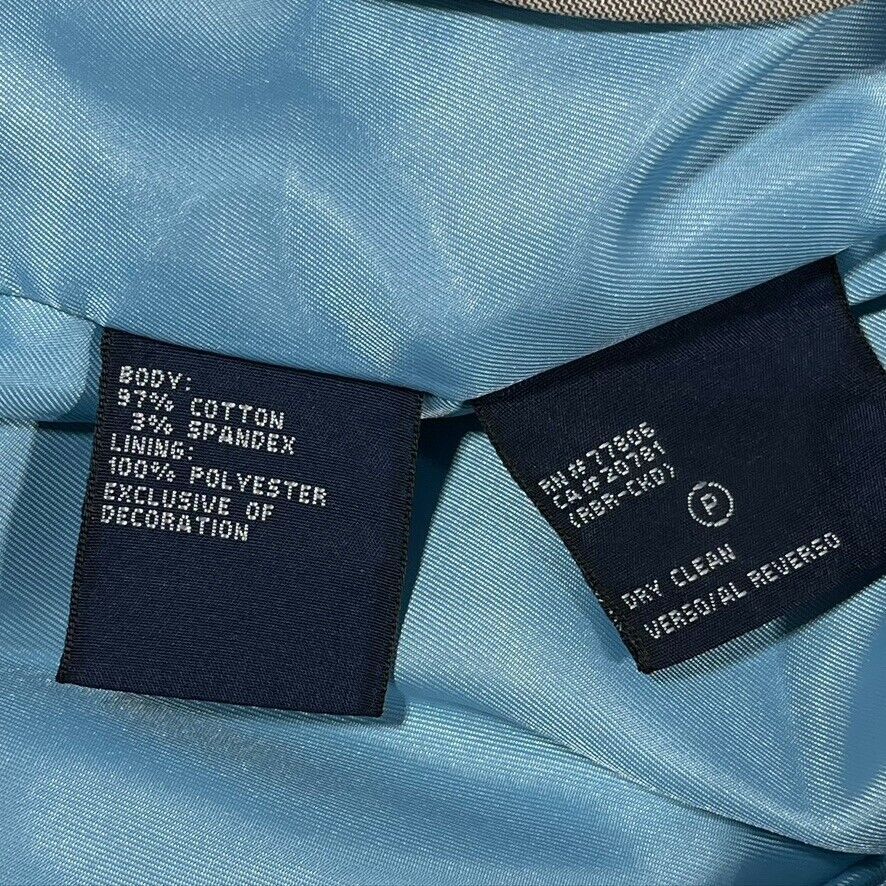 BODY:
97% COTTON
3% SPANDEX
LINING:
100% POLYESTER
EXCLUSIVE OF
DECORATION
RN#77806
CA#20781
(RBR-CKD)
P
DRY CLEAN
VERSO/AL REVERSO